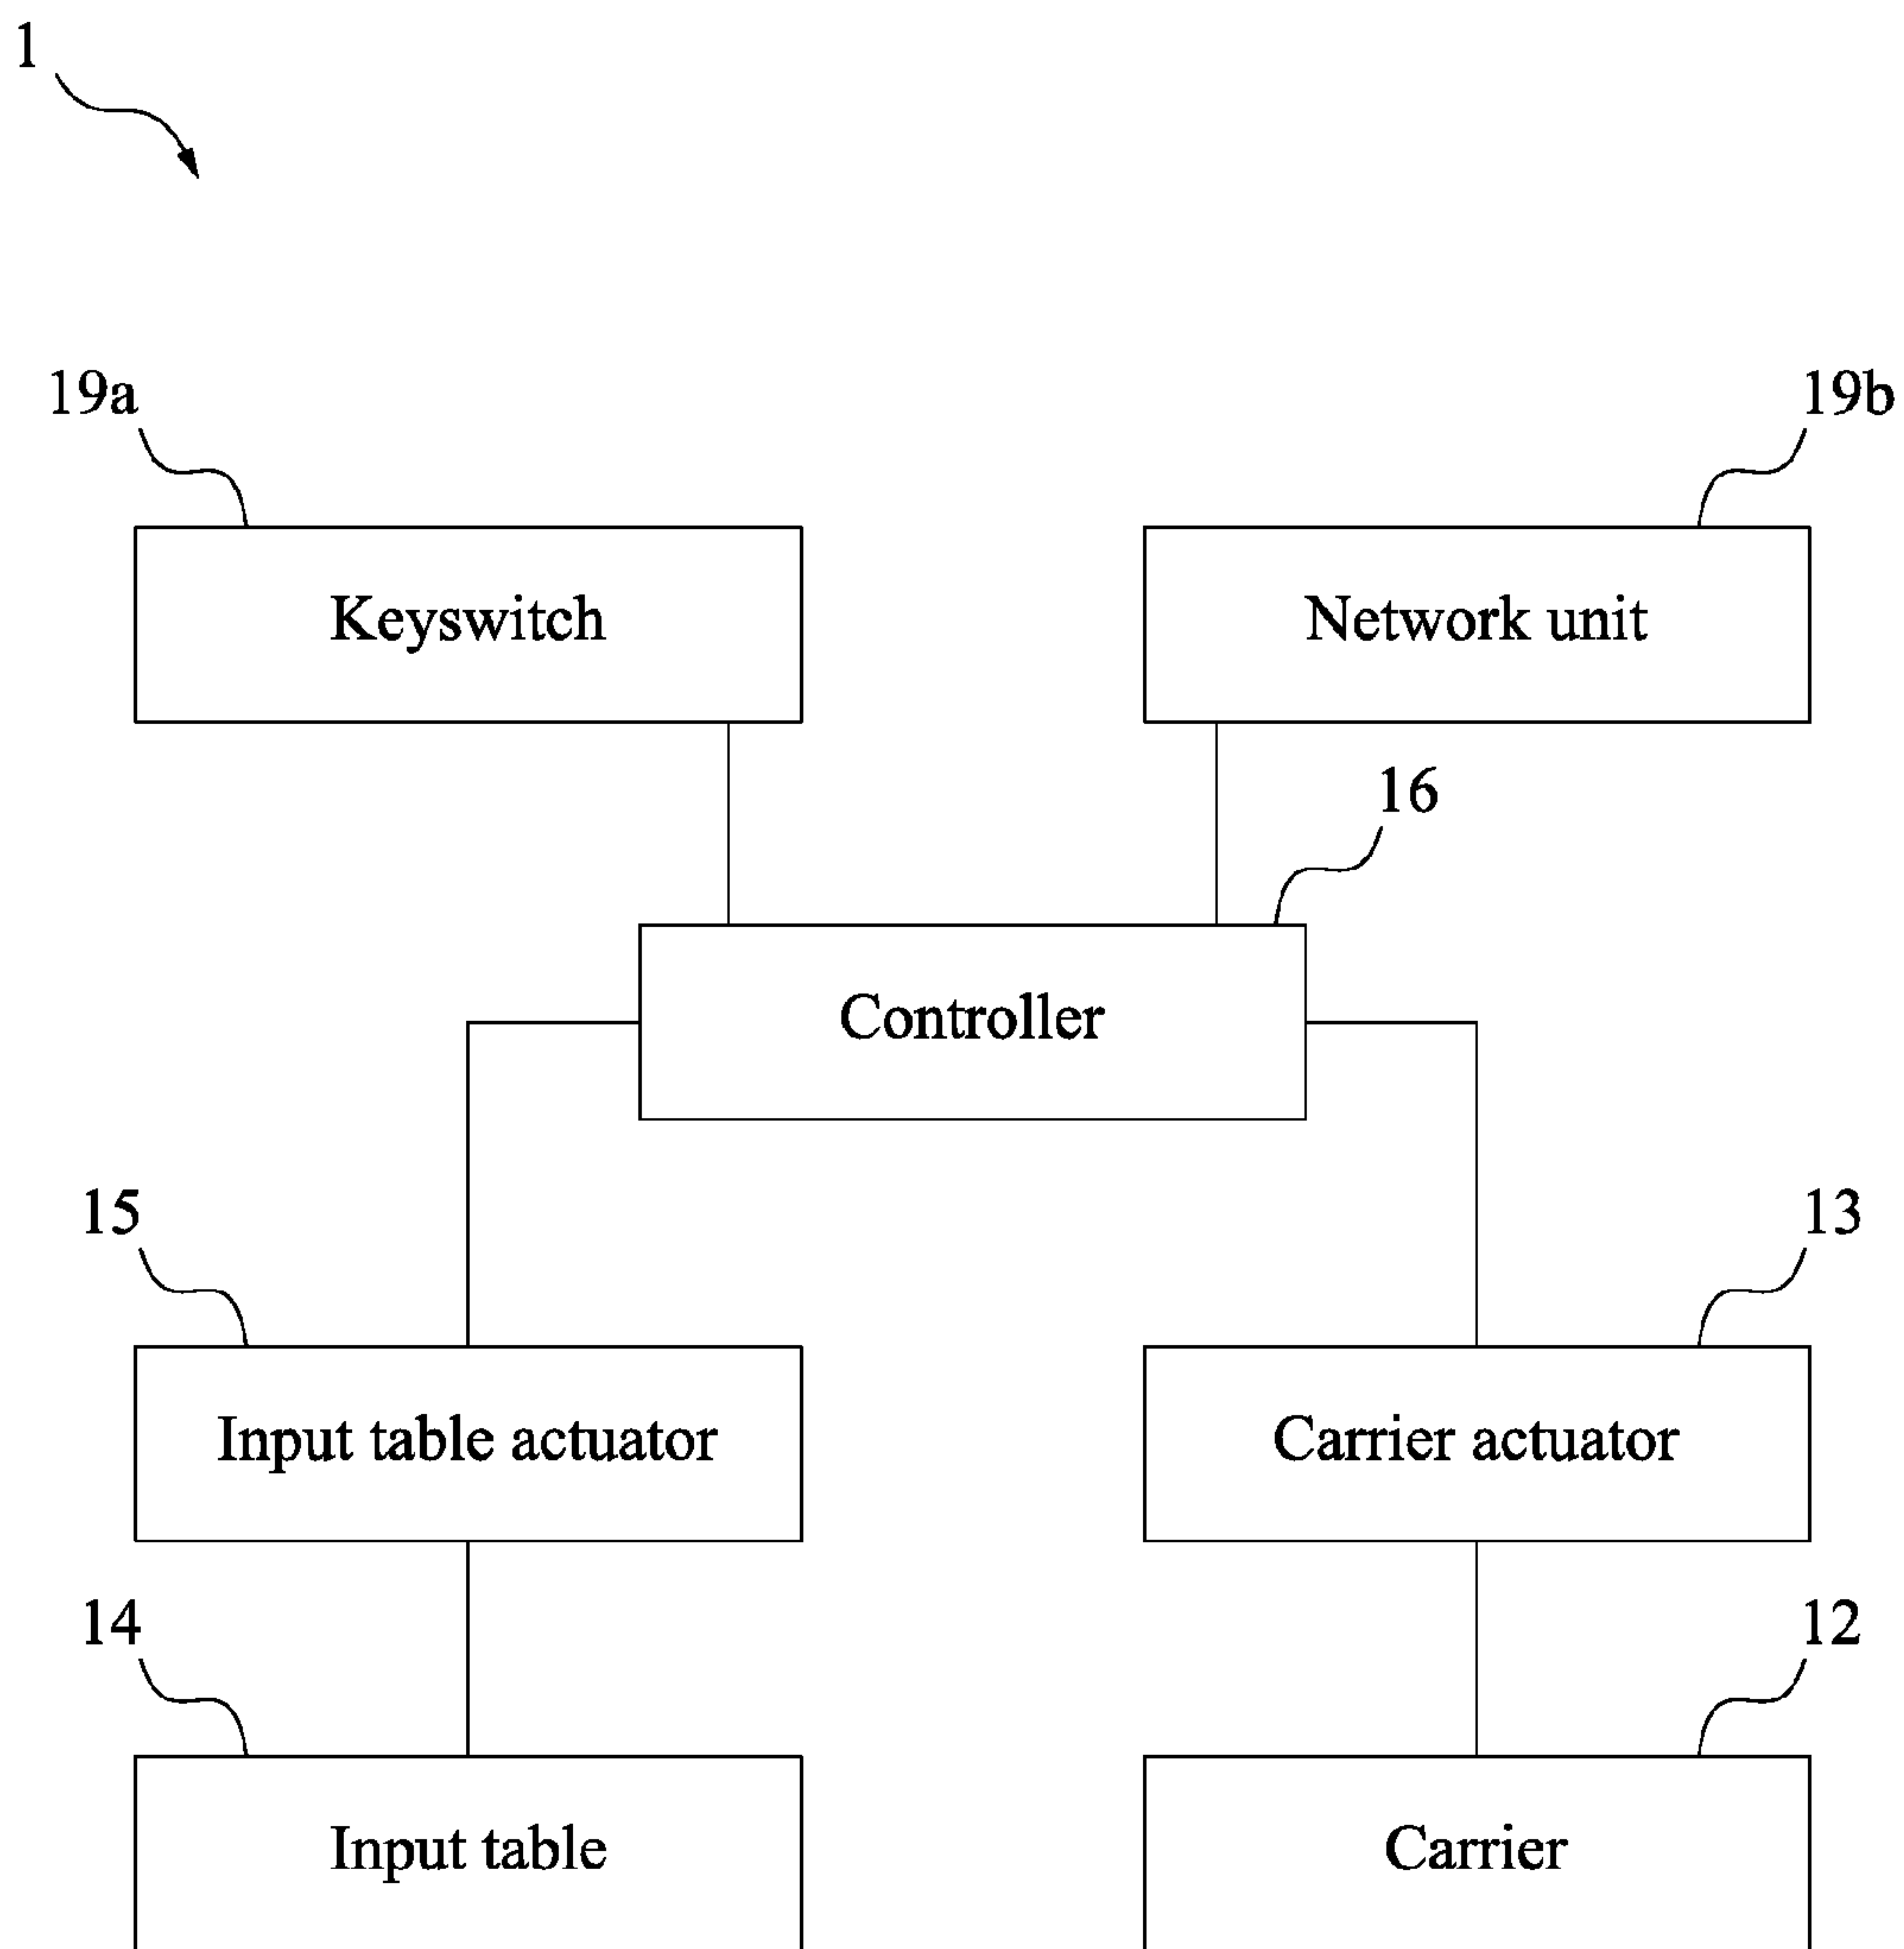 1
19a
19b
Keyswitch
Network unit
16
Controller
15
13
Input table actuator
Carrier actuator
14
12
Input table
Carrier